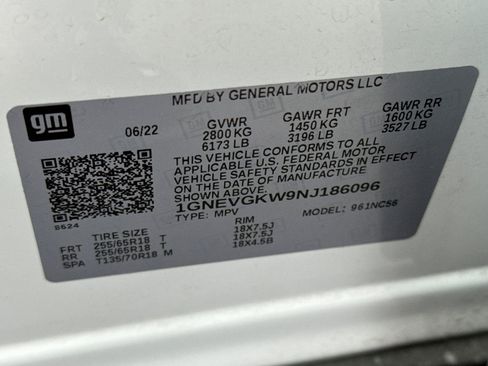 MFD BY GENERAL MOTORS LLC
gm
06/22 GVWR GAWR FRT GAWR RR
2800 KG 1450 KG 1600 KG
6173 LB 3196 LB 3527 LB
THIS VEHICLE CONFORMS TO ALL
APPLICABLE U.S. FEDERAL MOTOR
VEHICLE SAFETY STANDARDS IN EFFECT
ON THE DATE OF MANUFACTURE
SHOWN ABOVE.
1GNEVGKW9NJ186096
8624
TYPE: MPV MODEL: 961NC56
TIRE SIZE RIM
FRT 255/65R18 T 18X7.5J
RR 255/65R18 T 18X7.5J
SPA T135/70R18 M 18X4.5B